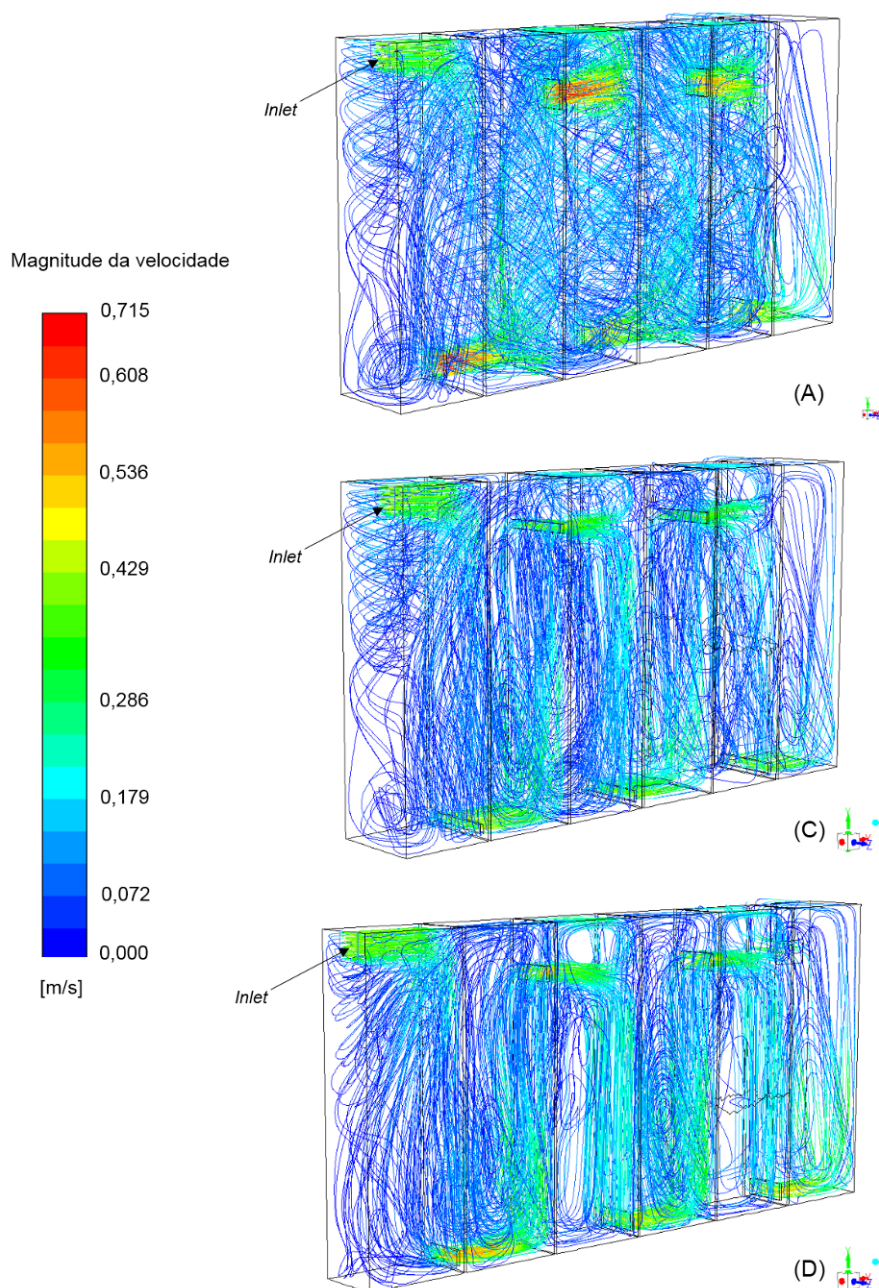 Inlet
(A)
Magnitude da velocidade
0,715
0,608
0,536
0,429
0,286
0,179
0,072
0,000
[m/s]
Inlet
(C)
Inlet
(D)